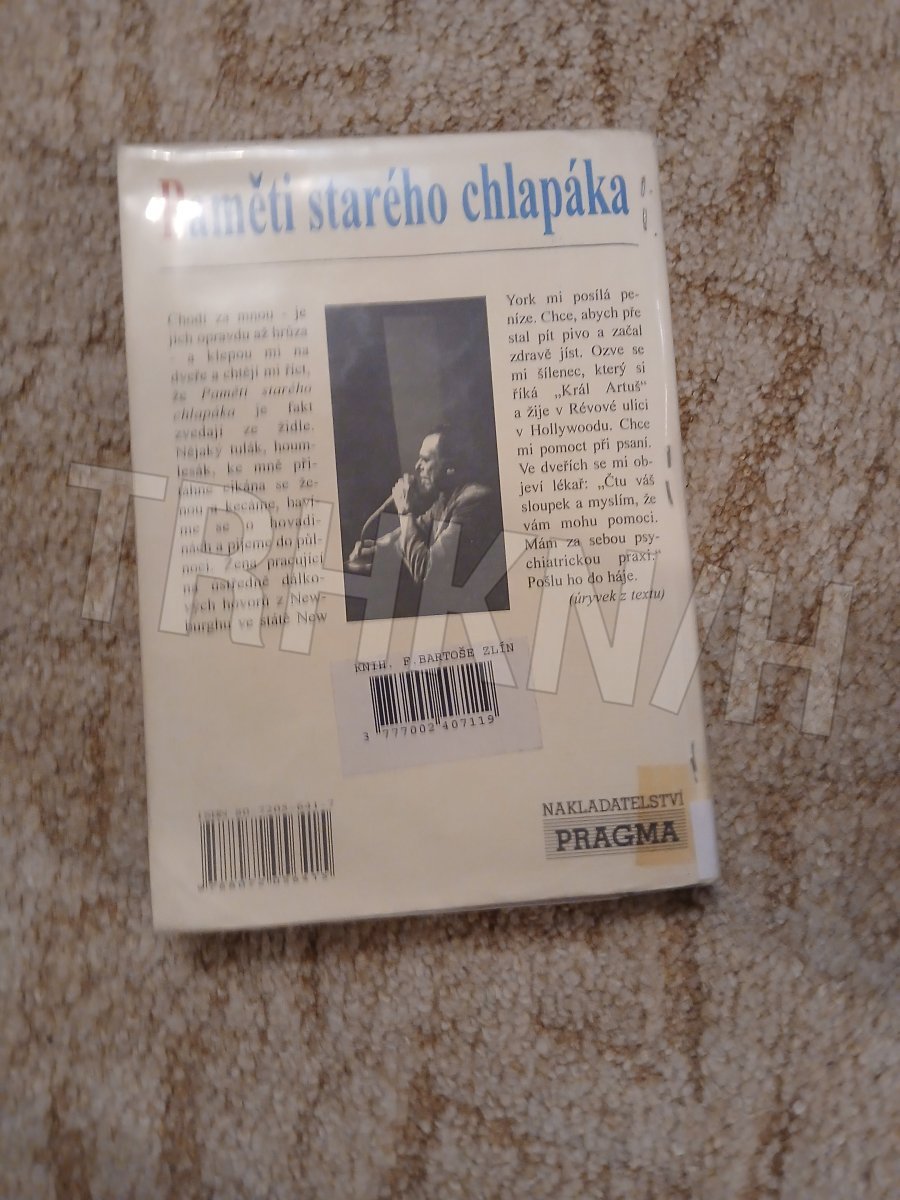 Paměti starého chlapáka
Chodí za mnou - je
jich opravdu až hrůza
- a klepou mi na
dveře a chtějí mi říct,
že Paměti starého
chlapáka je fakt
zvedají ze židle.
Nějaký tulák, houm-
lesák, ke mně při-
táhne cikána se že-
nou a kecáme, baví-
me se o hovadi-
nách a pijeme do půl-
noci. Žena pracující
na ústředně dálko-
vých hovorů z New-
burghu ve státě New
York mi posílá pe-
níze. Chce, abych pře
stal pít pivo a začal
zdravě jíst. Ozve se
mi šílenec, který si
říká „Král Artuš"
a žije v Révové ulici
v Hollywoodu. Chce
mi pomoct při psaní.
Ve dveřích se mi ob-
jeví lékař: „Čtu váš
sloupek a myslím, že
vám mohu pomoci.
Mám za sebou psy-
chiatrickou praxi."
Pošlu ho do háje.
(úryvek z textu)
KNIH. F.BARTOŠE ZLÍN
3 777002 407119
NAKLADATELSTVÍ
PRAGMA
TRHKNIH